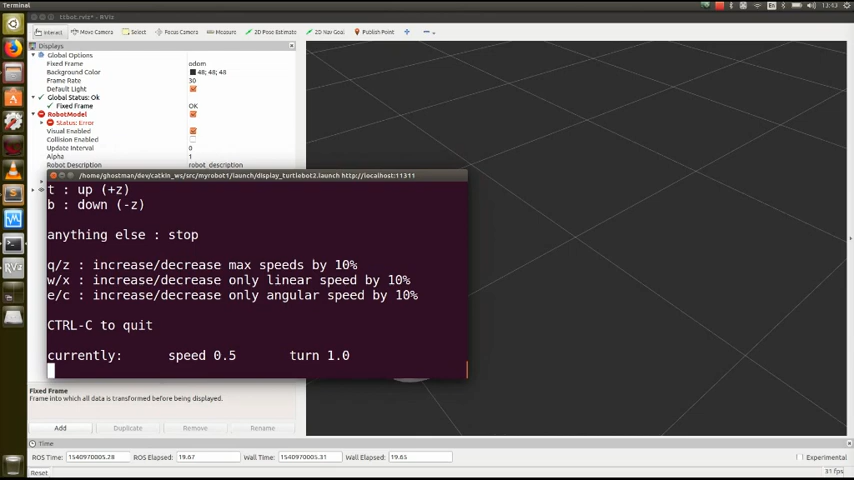 Terminal
En
13:43
ttbot.rviz* - RViz
Interact
Move Camera
Select
Focus Camera
Measure
2D Pose Estimate
2D Nav Goal
Publish Point
Displays
Global Options
Fixed Frame odom
Background Color 48; 48; 48
Frame Rate 30
Default Light
Global Status: Ok
Fixed Frame OK
RobotModel
Status: Error
Visual Enabled
Collision Enabled
Update Interval 0
Alpha 1
Robot Description robot_description
/home/ghostman/dev/catkin_ws/src/myrobot1/launch/display_turtlebot2.launch http://localhost:11311
t : up (+z)
b : down (-z)
anything else : stop
q/z : increase/decrease max speeds by 10%
w/x : increase/decrease only linear speed by 10%
e/c : increase/decrease only angular speed by 10%
CTRL-C to quit
currently: speed 0.5 turn 1.0
Fixed Frame
Frame into which all data is transformed before being displayed.
Add Duplicate Remove Rename
Time
ROS Time: 1540970005.28 ROS Elapsed: 19.67 Wall Time: 1540970005.31 Wall Elapsed: 19.65 Experimental
Reset 31 fps